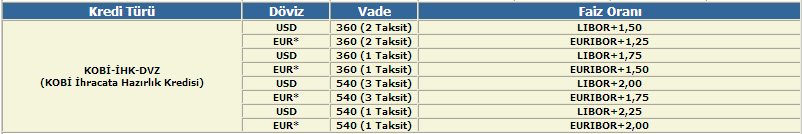 Kredi Türü Döviz Vade Faiz Oranı
KOBİ-İHK-DVZ
(KOBİ İhracata Hazırlık Kredisi)
USD 360 (2 Taksit) LIBOR+1,50
EUR* 360 (2 Taksit) EURIBOR+1,25
USD 360 (1 Taksit) LIBOR+1,75
EUR* 360 (1 Taksit) EURIBOR+1,50
USD 540 (3 Taksit) LIBOR+2,00
EUR* 540 (3 Taksit) EURIBOR+1,75
USD 540 (1 Taksit) LIBOR+2,25
EUR* 540 (1 Taksit) EURIBOR+2,00